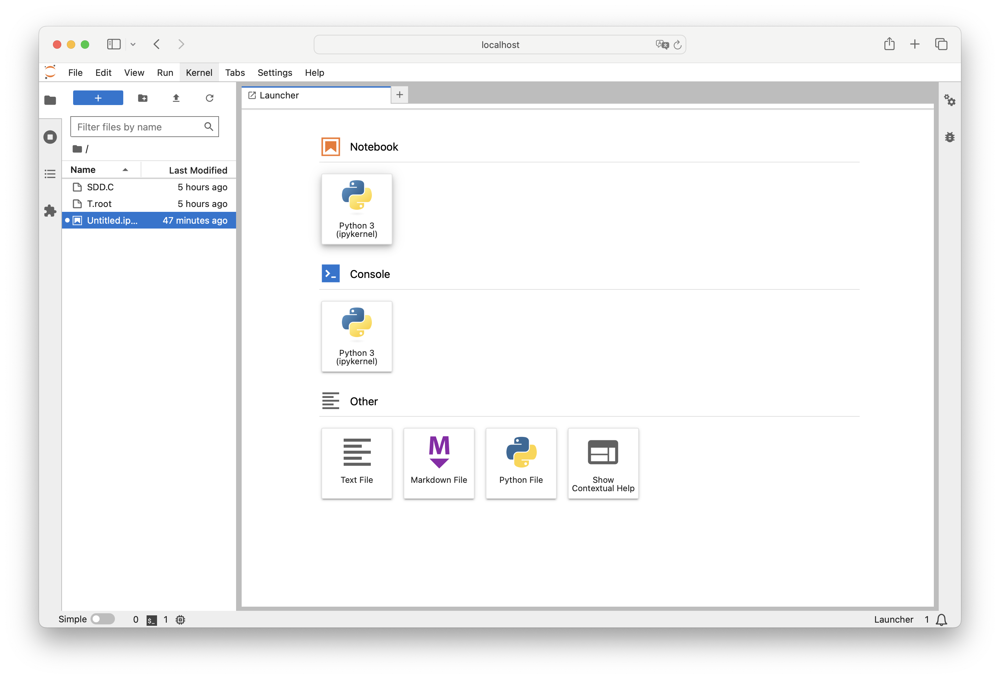 localhost
File Edit View Run Kernel Tabs Settings Help
Launcher
Filter files by name
/
Name Last Modified
SDD.C 5 hours ago
T.root 5 hours ago
Untitled.ip... 47 minutes ago
Notebook
Python 3
(ipykernel)
Console
Python 3
(ipykernel)
Other
Text File
Markdown File
Python File
Show
Contextual Help
Simple 0 $_ 1 Launcher 1